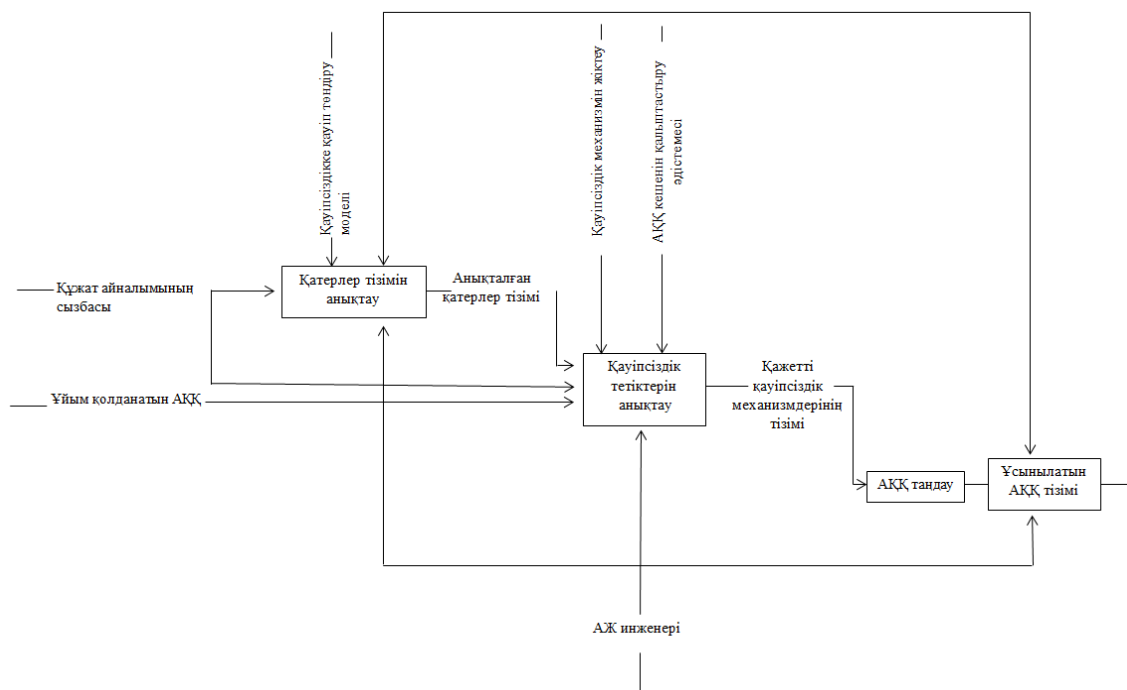 Қауіпсіздікке қауіп төндіру
моделі
Қауіпсіздік механизмін жіктеу
АҚҚ кешенін қалыптастыру
әдістемесі
Құжат айналымының
сызбасы
Қатерлер тізімін
анықтау
Анықталған
қатерлер тізімі
Ұйым қолданатын АҚҚ
Қауіпсіздік
тетіктерін
анықтау
Қажетті
қауіпсіздік
механизмдерінің
тізімі
АҚҚ таңдау
Ұсынылатын
АҚҚ тізімі
АЖ инженері